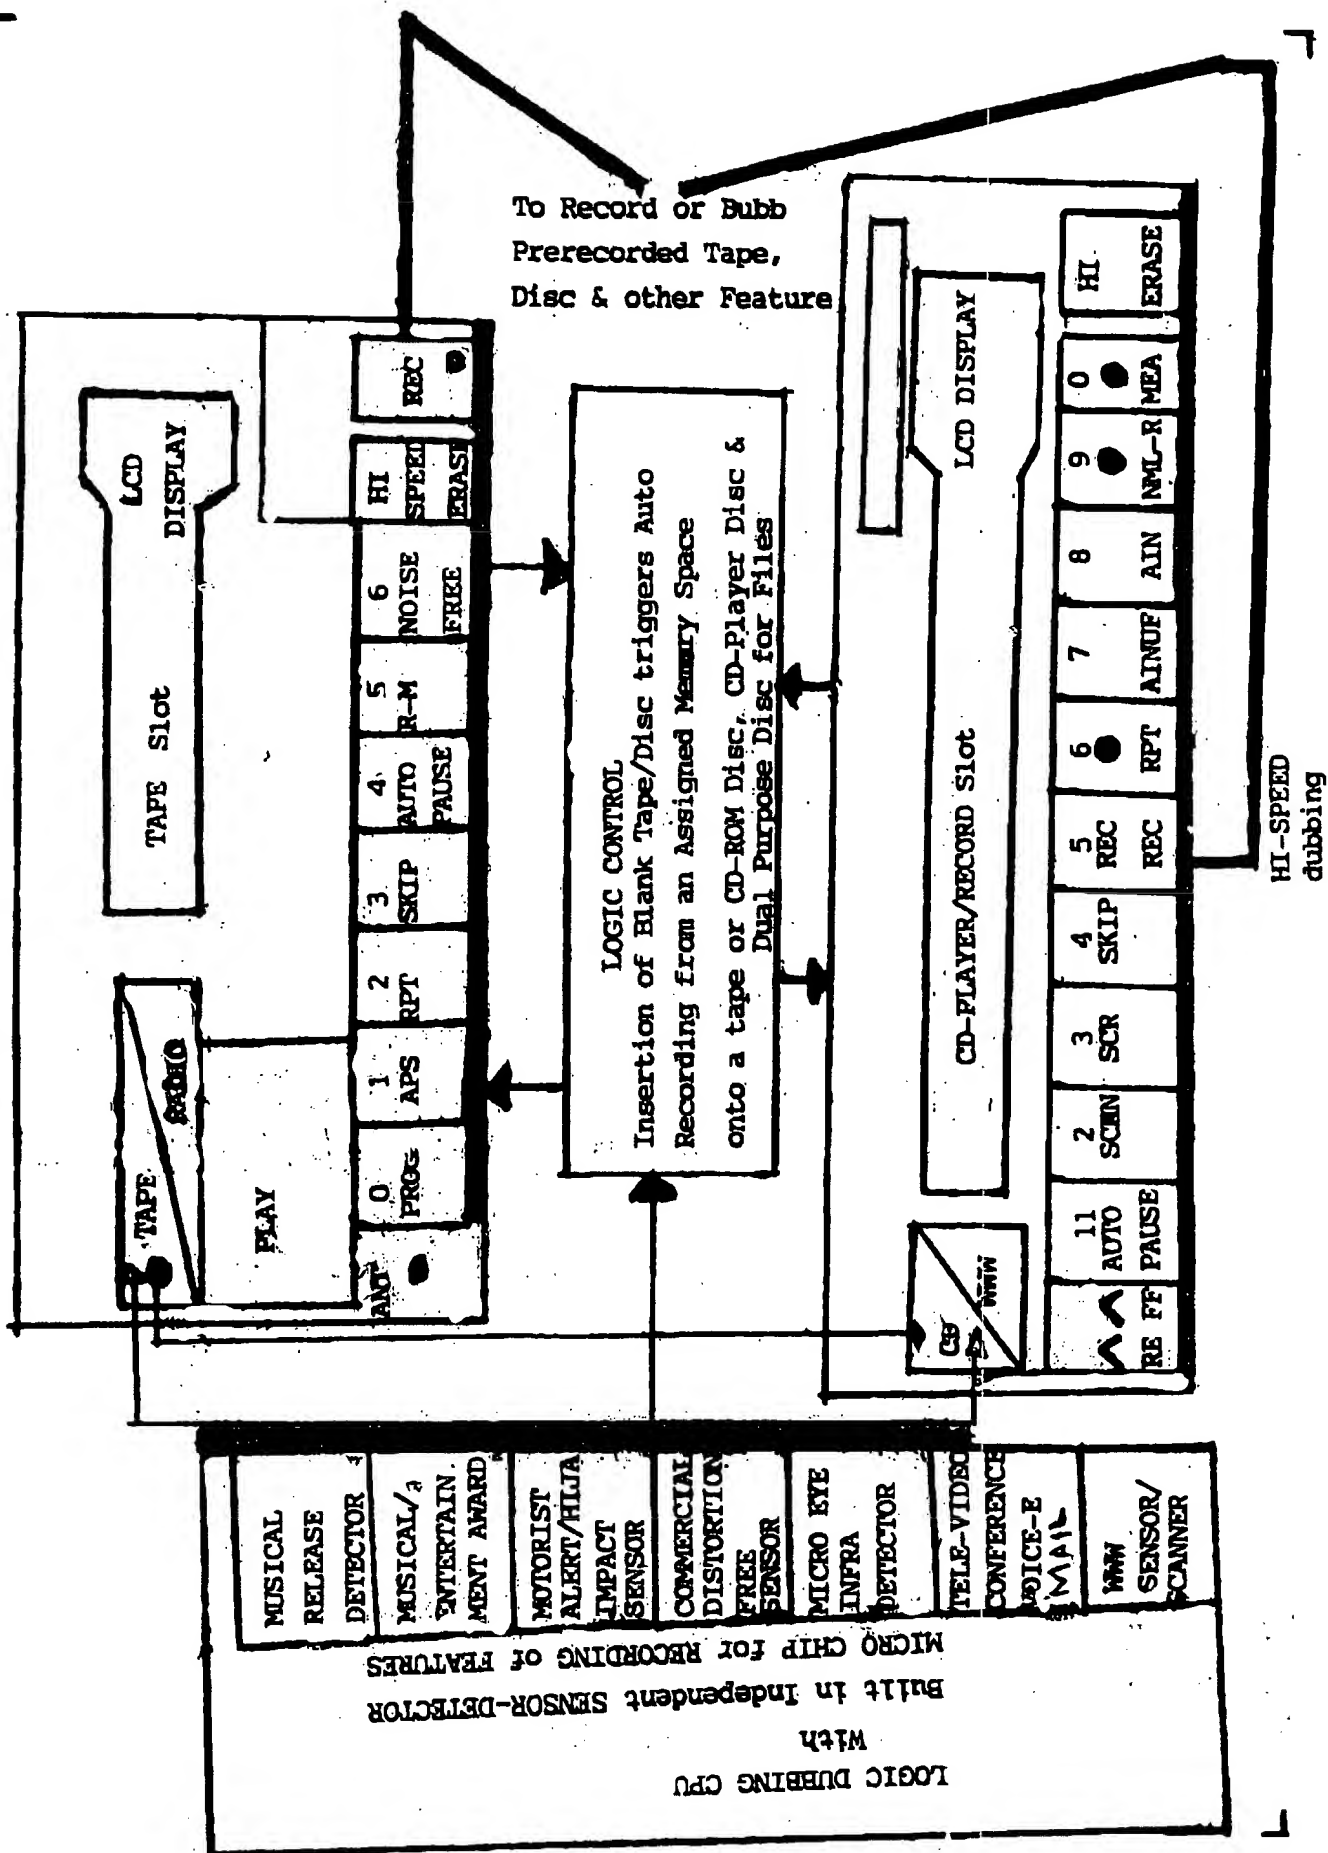 To Record or Bubb
Prerecorded Tape,
Disc & other Feature
LCD
DISPLAY
TAPE Slot
TAPE
RADIO
PLAY
ANT
0
PROG
1
APS
2
RPT
3
SKIP
4
AUTO
PAUSE
5
R-M
6
NOISE
FREE
HI
SPEED
ERASE
REC
LOGIC CONTROL
Insertion of Blank Tape/Disc triggers Auto
Recording from an Assigned Memory Space
onto a tape or CD-ROM Disc, CD-Player Disc &
Dual Purpose Disc for Files
LCD DISPLAY
CD-PLAYER/RECORD Slot
CD
WWW
RE FF
11
AUTO
PAUSE
2
SCNN
3
SCR
4
SKIP
5
REC
REC
6
RPT
7
AINUF
8
AIN
9
NML-R
0
MEA
HI
ERASE
HI-SPEED
dubbing
MUSICAL
RELEASE
DETECTOR
MUSICAL/
ENTERTAIN.
MENT AWARD
MOTORIST
ALERT/HIJA
IMPACT
SENSOR
COMMERCIAL
DISTORTION
FREE
SENSOR
MICRO EYE
INFRA
DETECTOR
TELE-VIDEO
CONFERENCE
VOICE-E
MAIL
WWW
SENSOR/
SCANNER
LOGIC DUBBING CPU
With
Built in Independent SENSOR-DETECTOR
MICRO CHIP for RECORDING of FEATURES